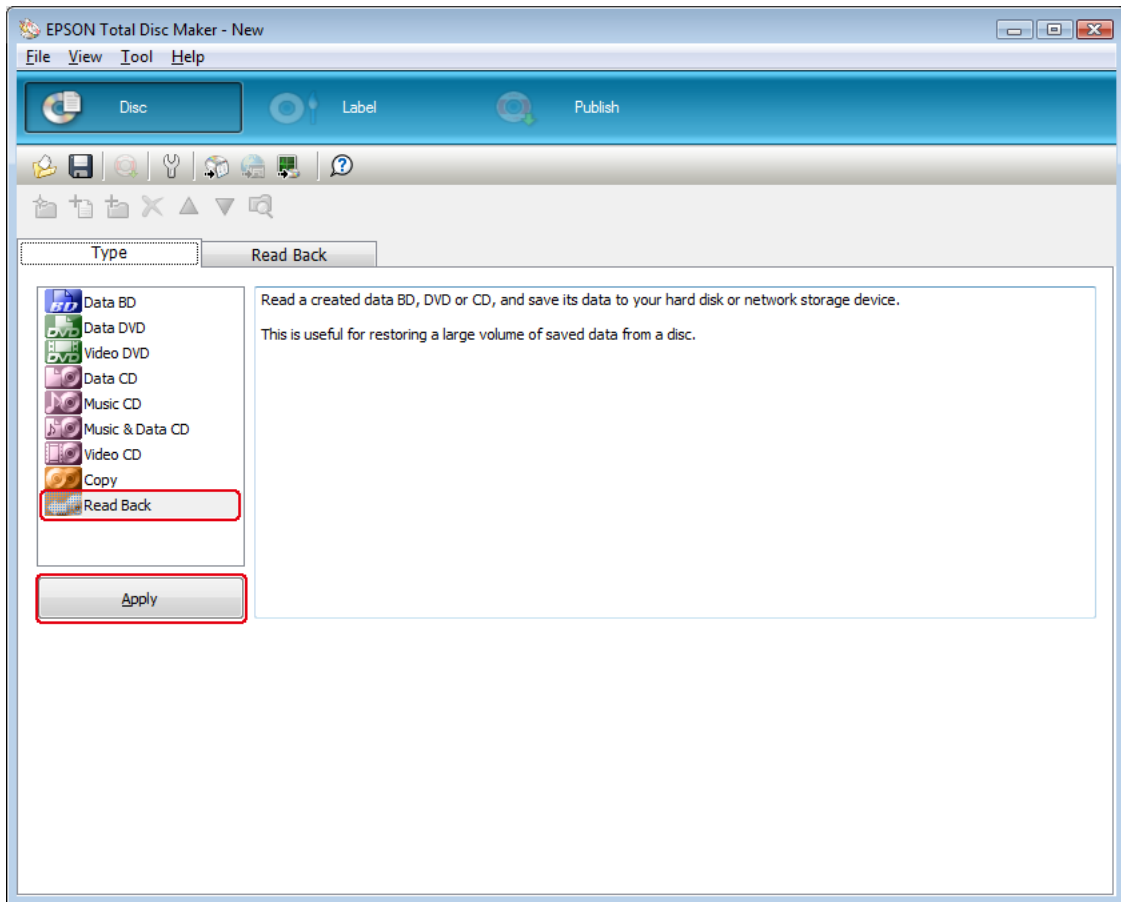 EPSON Total Disc Maker - New
File View Tool Help
Disc Label Publish
Type Read Back
Data BD
Data DVD
Video DVD
Data CD
Music CD
Music & Data CD
Video CD
Copy
Read Back
Apply
Read a created data BD, DVD or CD, and save its data to your hard disk or network storage device.
This is useful for restoring a large volume of saved data from a disc.